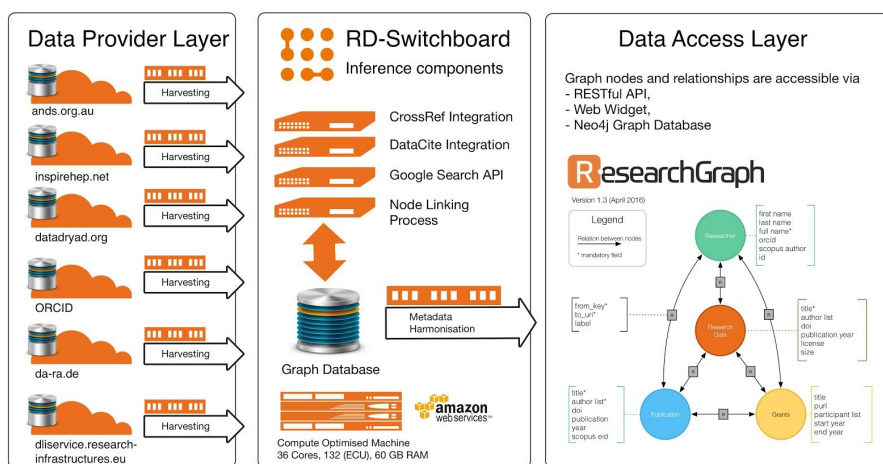 Data Provider Layer
Harvesting
ands.org.au
Harvesting
inspirehep.net
Harvesting
datadryad.org
Harvesting
ORCID
Harvesting
da-ra.de
Harvesting
dliservice.research-
infrastructures.eu
RD-Switchboard
Inference components
CrossRef Integration
DataCite Integration
Google Search API
Node Linking
Process
Metadata
Harmonisation
Graph Database
amazon
webservices™
Compute Optimised Machine
36 Cores, 132 (ECU), 60 GB RAM
Data Access Layer
Graph nodes and relationships are accessible via
- RESTful API,
- Web Widget,
- Neo4j Graph Database
ResearchGraph
Version 1.3 (April 2016)
Legend
Relation between nodes
* mandatory field
Researcher
first name
last name
full name*
orcid
scopus author
id
R
from_key*
to_uri*
label
R
R
Research
Data
title*
author list
doi
publication year
license
size
R
R
title*
author list*
doi
publication
year
scopus eid
Publication
R
Grants
title
purl
participant list
start year
end year